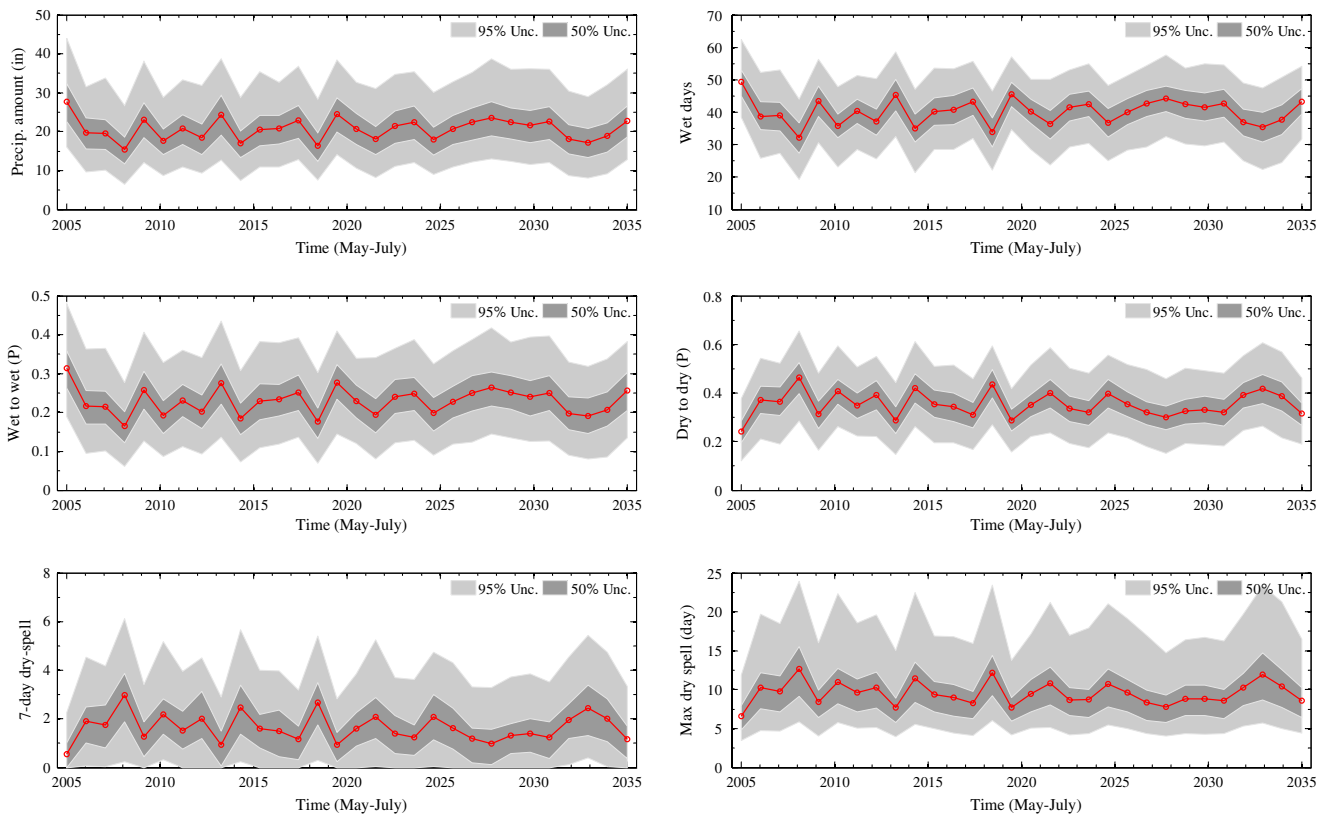 Precip. amount (in)
50
40
30
20
10
0
95% Unc. 50% Unc.
2005 2010 2015 2020 2025 2030 2035
Time (May-July)
Wet days
70
60
50
40
30
20
10
95% Unc. 50% Unc.
2005 2010 2015 2020 2025 2030 2035
Time (May-July)
Wet to wet (P)
0.5
0.4
0.3
0.2
0.1
0
95% Unc. 50% Unc.
2005 2010 2015 2020 2025 2030 2035
Time (May-July)
Dry to dry (P)
0.8
0.6
0.4
0.2
0
95% Unc. 50% Unc.
2005 2010 2015 2020 2025 2030 2035
Time (May-July)
7-day dry-spell
8
6
4
2
0
95% Unc. 50% Unc.
2005 2010 2015 2020 2025 2030 2035
Time (May-July)
Max dry spell (day)
25
20
15
10
5
0
95% Unc. 50% Unc.
2005 2010 2015 2020 2025 2030 2035
Time (May-July)